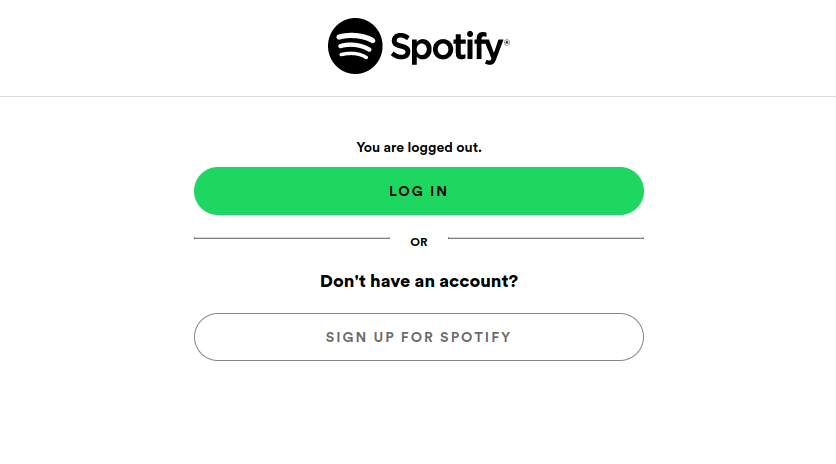 Spotify®
You are logged out.
LOG IN
OR
Don't have an account?
SIGN UP FOR SPOTIFY